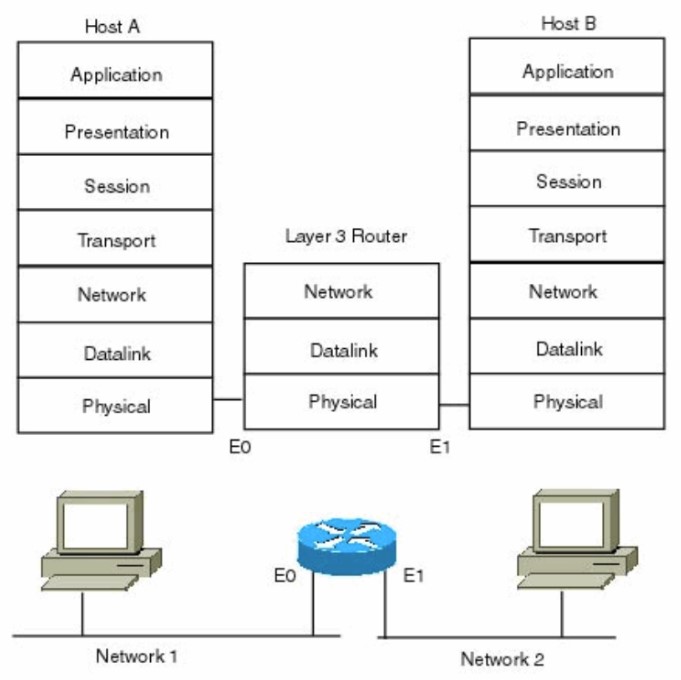 Host A
Application
Presentation
Session
Transport
Network
Datalink
Physical
Layer 3 Router
Network
Datalink
Physical
Host B
Application
Presentation
Session
Transport
Network
Datalink
Physical
E0
E1
E0
E1
Network 1
Network 2